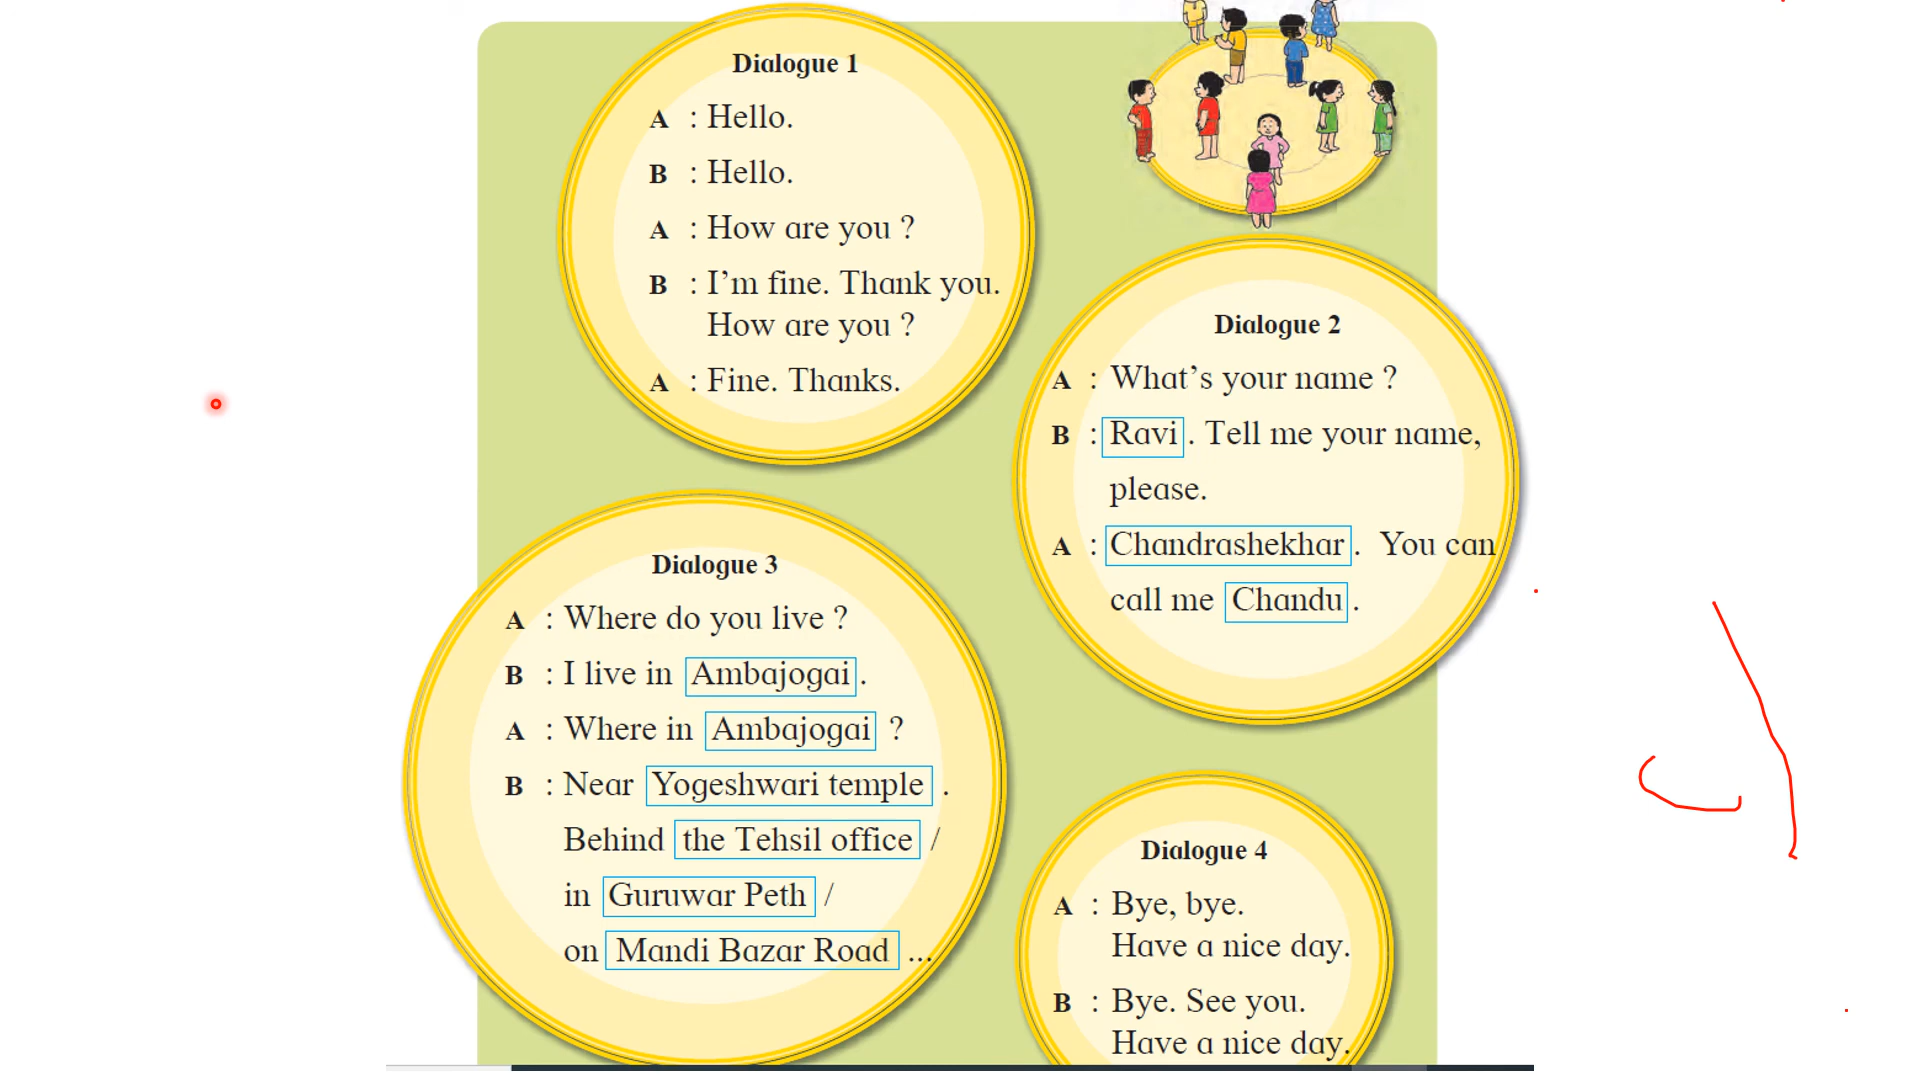 Dialogue 1
A : Hello.
B : Hello.
A : How are you ?
B : I'm fine. Thank you.
How are you ?
A : Fine. Thanks.
Dialogue 2
A : What's your name ?
B : Ravi . Tell me your name,
please.
A : Chandrashekhar . You can
call me Chandu .
Dialogue 3
A : Where do you live ?
B : I live in Ambajogai .
A : Where in Ambajogai ?
B : Near Yogeshwari temple .
Behind the Tehsil office /
in Guruwar Peth /
on Mandi Bazar Road ...
Dialogue 4
A : Bye, bye.
Have a nice day.
B : Bye. See you.
Have a nice day.